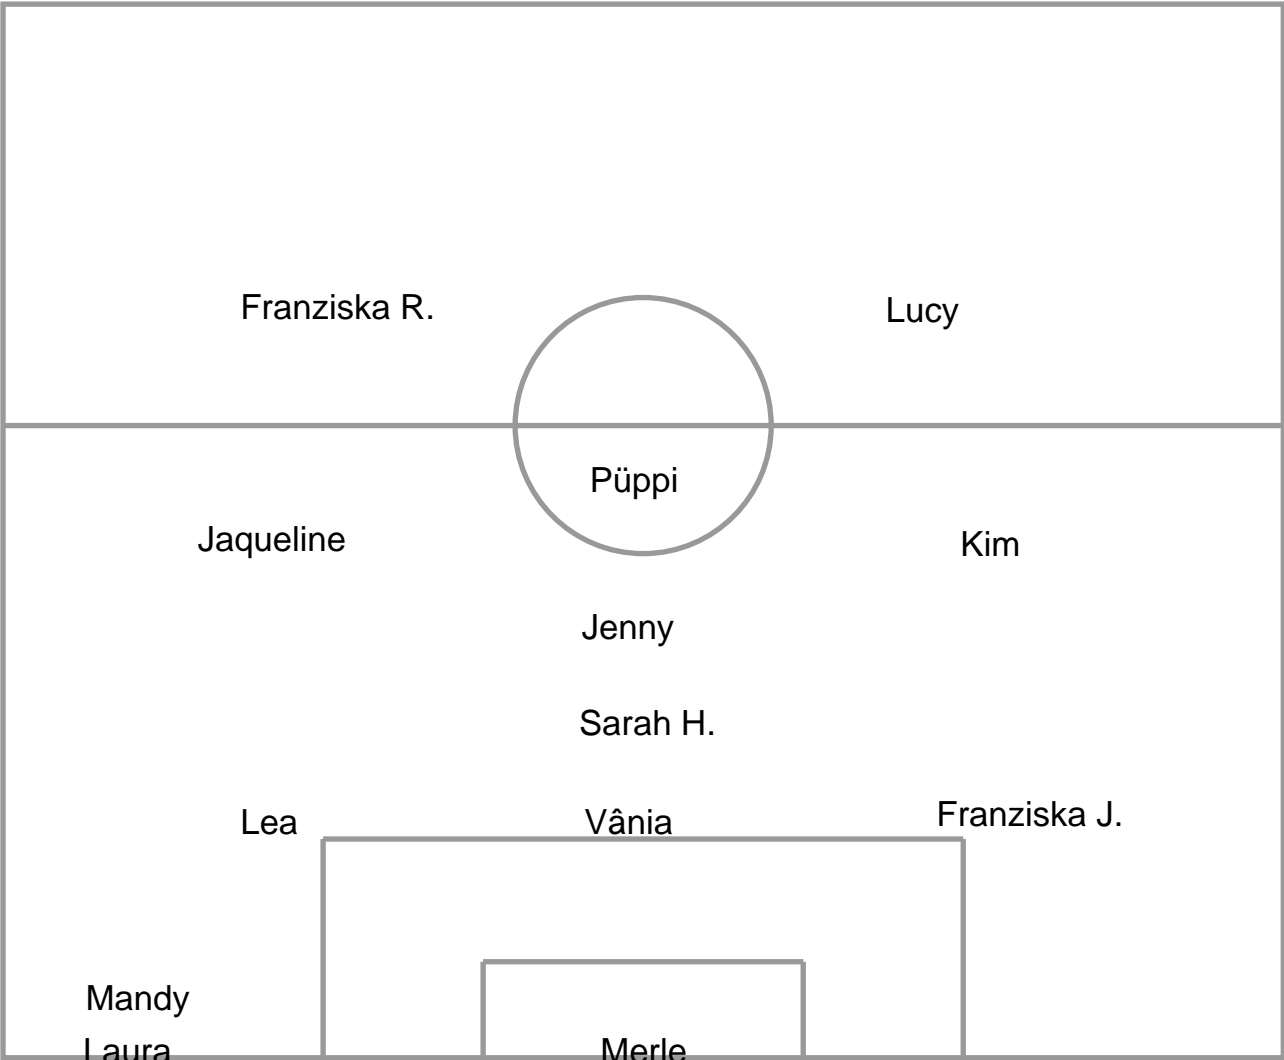 Franziska R.
Lucy
Püppi
Jaqueline
Kim
Jenny
Sarah H.
Lea
Vânia
Franziska J.
Mandy
Laura
Merle